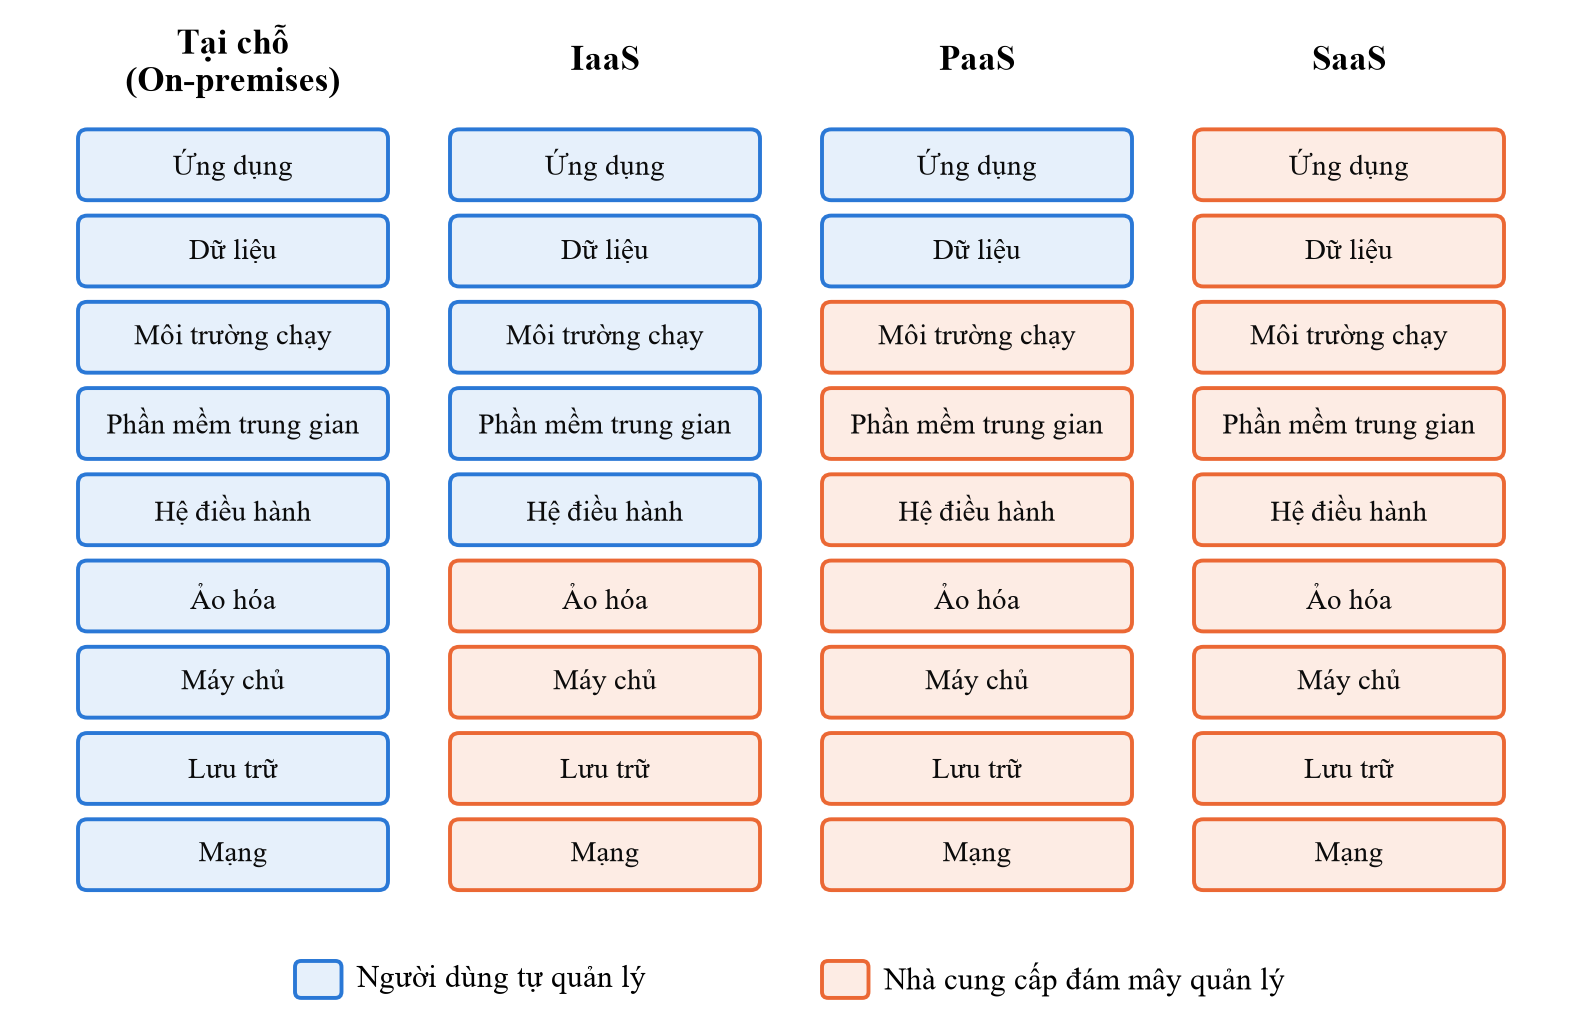 Tại chỗ
(On-premises)
IaaS
PaaS
SaaS
Ứng dụng
Ứng dụng
Ứng dụng
Ứng dụng
Dữ liệu
Dữ liệu
Dữ liệu
Dữ liệu
Môi trường chạy
Môi trường chạy
Môi trường chạy
Môi trường chạy
Phần mềm trung gian
Phần mềm trung gian
Phần mềm trung gian
Phần mềm trung gian
Hệ điều hành
Hệ điều hành
Hệ điều hành
Hệ điều hành
Ảo hóa
Ảo hóa
Ảo hóa
Ảo hóa
Máy chủ
Máy chủ
Máy chủ
Máy chủ
Lưu trữ
Lưu trữ
Lưu trữ
Lưu trữ
Mạng
Mạng
Mạng
Mạng
Người dùng tự quản lý
Nhà cung cấp đám mây quản lý